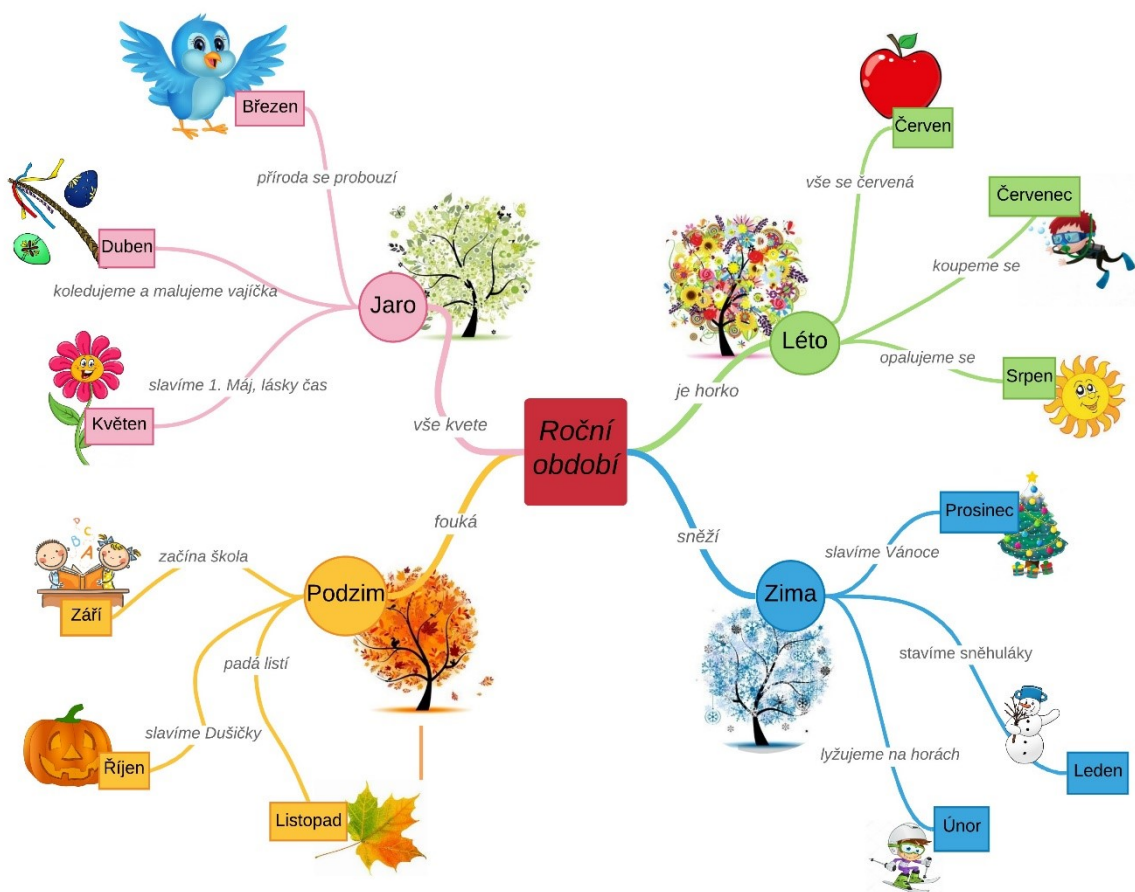 Roční
období
vše kvete
Jaro
příroda se probouzí
Březen
koledujeme a malujeme vajíčka
Duben
slavíme 1. Máj, lásky čas
Květen
je horko
Léto
vše se červená
Červen
koupeme se
Červenec
opalujeme se
Srpen
fouká
Podzim
začína škola
Září
slavíme Dušičky
Říjen
padá listí
Listopad
sněží
Zima
slavíme Vánoce
Prosinec
stavíme sněhuláky
Leden
lyžujeme na horách
Únor